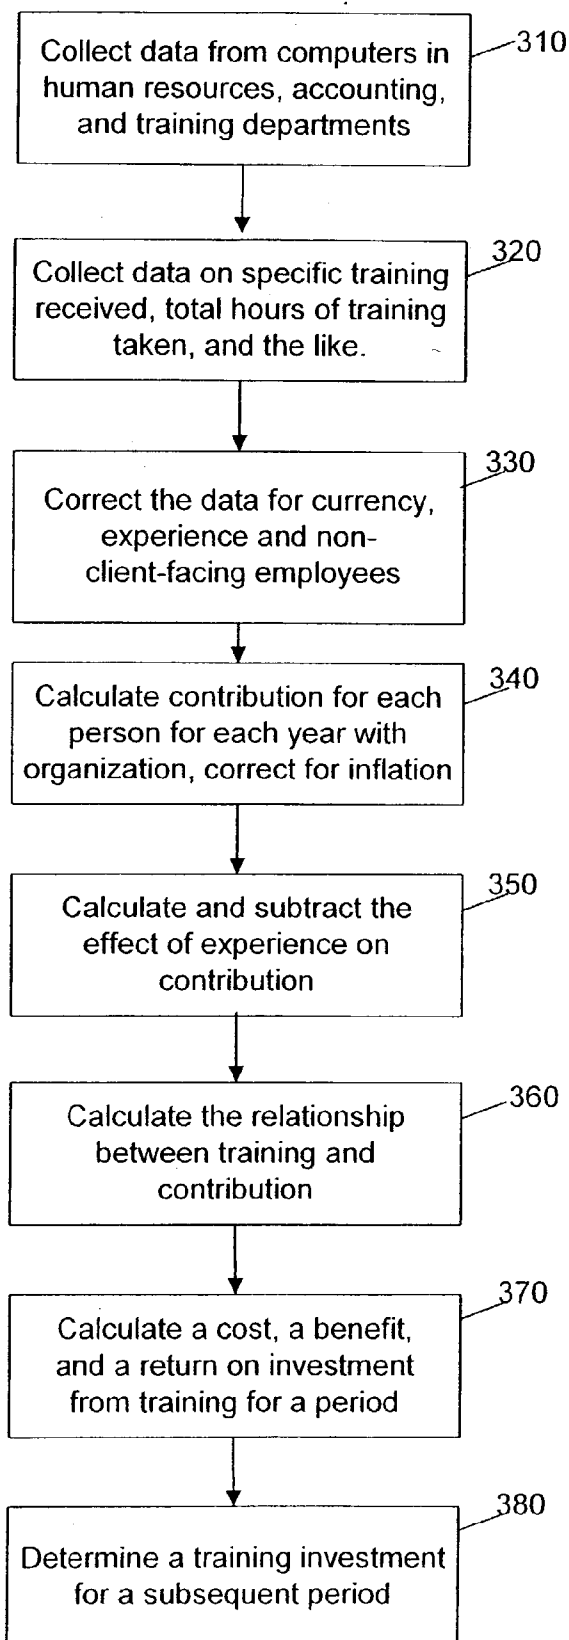 310
Collect data from computers in
human resources, accounting,
and training departments
320
Collect data on specific training
received, total hours of training
taken, and the like.
330
Correct the data for currency,
experience and non-
client-facing employees
340
Calculate contribution for each
person for each year with
organization, correct for inflation
350
Calculate and subtract the
effect of experience on
contribution
360
Calculate the relationship
between training and
contribution
370
Calculate a cost, a benefit,
and a return on investment
from training for a period
380
Determine a training investment
for a subsequent period